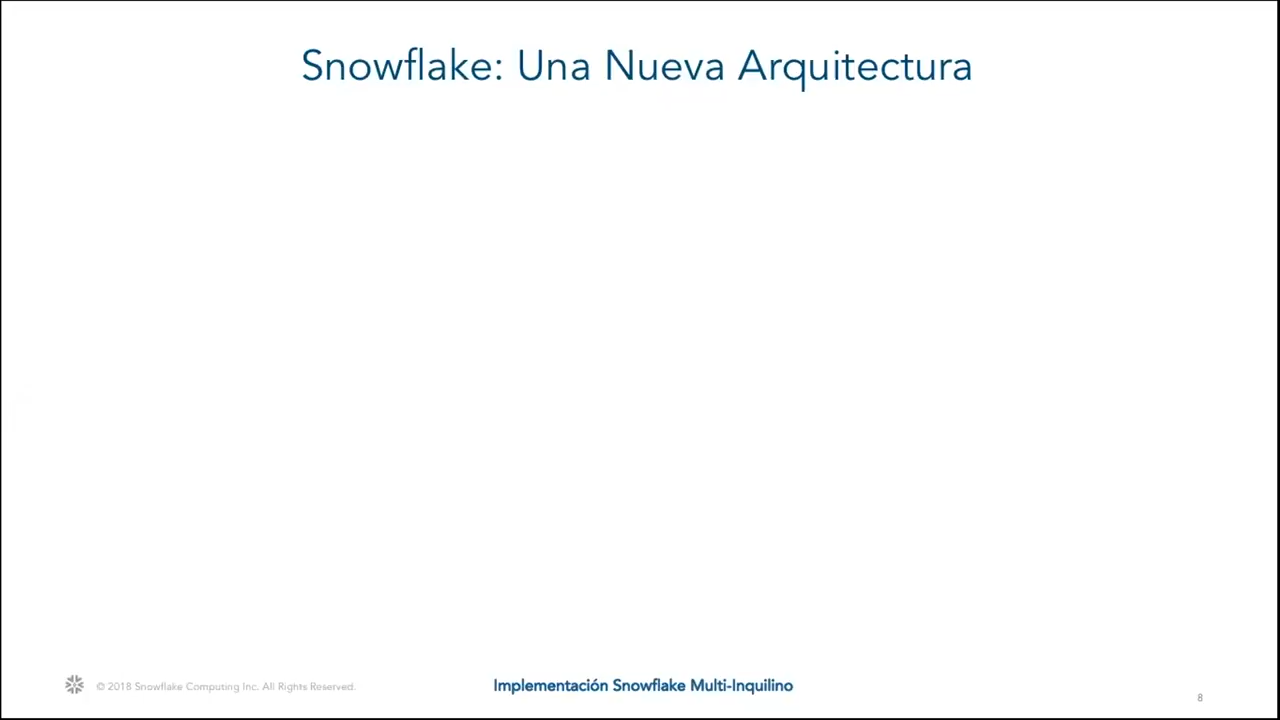 Snowflake: Una Nueva Arquitectura
© 2018 Snowflake Computing Inc. All Rights Reserved.
Implementación Snowflake Multi-Inquilino
8